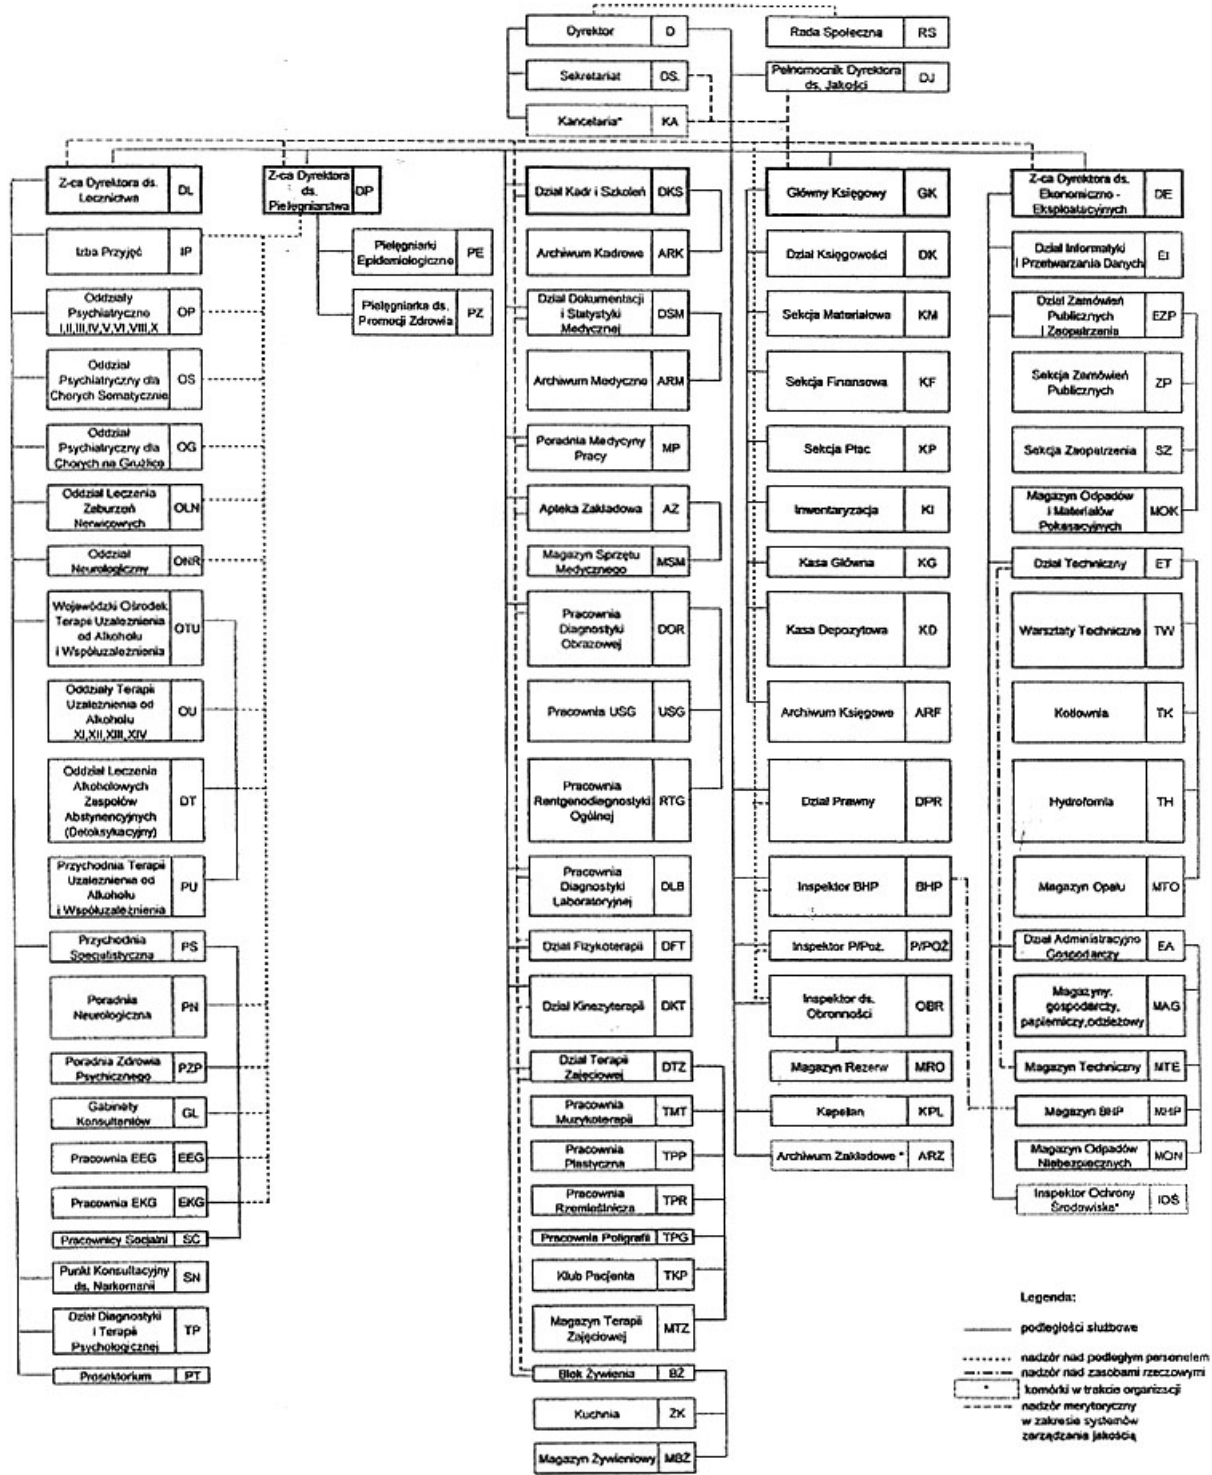 Dyrektor D
Rada Społeczna RS
Sekretariat DS.
Pełnomocnik Dyrektora
ds. Jakości DJ
Kancelaria* KA
Z-ca Dyrektora ds.
Lecznictwa DL
Z-ca Dyrektora
ds.
Pielęgniarstwa DP
Dział Kadr i Szkoleń DKS
Główny Księgowy GK
Z-ca Dyrektora ds.
Ekonomiczno -
Eksploatacyjnych DE
Izba Przyjęć IP
Oddziały
Psychiatryczne
I,II,III,IV,V,VI,VIII,X OP
Oddział
Psychiatryczny dla
Chorych Somatycznie OS
Oddział
Psychiatryczny dla
Chorych na Gruźlicę OG
Oddział Leczenia
Zaburzeń
Nerwicowych OLN
Oddział
Neurologiczny ONR
Wojewódzki Ośrodek
Terapii Uzależnienia
od Alkoholu
i Współuzależnienia OTU
Oddziały Terapii
Uzależnienia od
Alkoholu
XI,XII,XIII,XIV OU
Oddział Leczenia
Alkoholowych
Zespołów
Abstynencyjnych
(Detoksykacyjny) DT
Przychodnia Terapii
Uzależnienia od
Alkoholu
i Współuzależnienia PU
Przychodnia
Specjalistyczna PS
Poradnia
Neurologiczna PN
Poradnia Zdrowia
Psychicznego PZP
Gabinety
Konsultantów GL
Pracownia EEG EEG
Pracownia EKG EKG
Pracownicy Socjalni SC
Punkt Konsultacyjny
ds. Narkomanii SN
Dział Diagnostyki
i Terapii
Psychologicznej TP
Prosektorium PT
Pielęgniarki
Epidemiologiczne PE
Pielęgniarka ds.
Promocji Zdrowia PZ
Archiwum Kadrowe ARK
Dział Dokumentacji
i Statystyki
Medycznej DSM
Archiwum Medyczne ARM
Poradnia Medycyny
Pracy MP
Apteka Zakładowa AZ
Magazyn Sprzętu
Medycznego MSM
Pracownia
Diagnostyki
Obrazowej DOR
Pracownia USG USG
Pracownia
Rentgenodiagnostyki
Ogólnej RTG
Pracownia
Diagnostyki
Laboratoryjnej DLB
Dział Fizykoterapii DFT
Dział Kinezyterapii DKT
Dział Terapii
Zajęciowej DTZ
Pracownia
Muzykoterapii TMT
Pracownia
Plastyczna TPP
Pracownia
Rzemieślnicza TPR
Pracownia Poligrafii TPG
Klub Pacjenta TKP
Magazyn Terapii
Zajęciowej MTZ
Blok Żywienia BŻ
Kuchnia ŻK
Magazyn Żywieniowy MBŻ
Dział Księgowości DK
Sekcja Materiałowa KM
Sekcja Finansowa KF
Sekcja Płac KP
Inwentaryzacja KI
Kasa Główna KG
Kasa Depozytowa KD
Archiwum Księgowe ARF
Dział Prawny DPR
Inspektor BHP BHP
Inspektor P/Poż. P/POŻ
Inspektor ds.
Obronności OBR
Magazyn Rezerw MRO
Kapelan KPL
Archiwum Zakładowe * ARZ
Dział Informatyki
i Przetwarzania Danych EI
Dział Zamówień
Publicznych
i Zaopatrzenia EZP
Sekcja Zamówień
Publicznych ZP
Sekcja Zaopatrzenia SZ
Magazyn Odpadów
i Materiałów
Pokasacyjnych MOK
Dział Techniczny ET
Warsztaty Techniczne TW
Kotłownia TK
Hydrofornia TH
Magazyn Opału MTO
Dział Administracyjno
Gospodarczy EA
Magazyny,
gospodarczy,
papierniczy,odzieżowy MAG
Magazyn Techniczny MTE
Magazyn BHP MHP
Magazyn Odpadów
Niebezpiecznych MON
Inspektor Ochrony
Środowiska* IOŚ
Legenda:
podległości służbowe
nadzór nad podległym personelem
nadzór nad zasobami rzeczowymi
* komórki w trakcie organizacji
nadzór merytoryczny
w zakresie systemów
zarządzania jakością